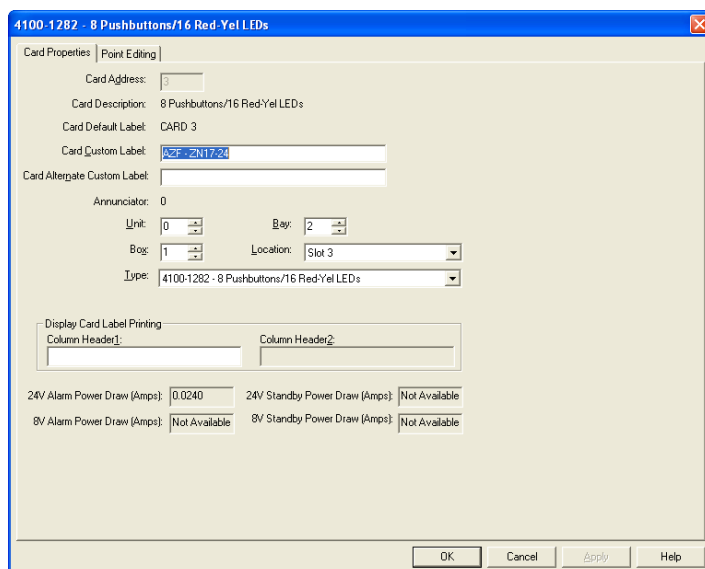 4100-1282 - 8 Pushbuttons/16 Red-Yel LEDs
Card Properties Point Editing
Card Address: 3
Card Description: 8 Pushbuttons/16 Red-Yel LEDs
Card Default Label: CARD 3
Card Custom Label: AZF - ZN17-24
Card Alternate Custom Label:
Annunciator: 0
Unit: 0 Bay: 2
Box: 1 Location: Slot 3
Type: 4100-1282 - 8 Pushbuttons/16 Red-Yel LEDs
Display Card Label Printing
Column Header1: Column Header2:
24V Alarm Power Draw (Amps): 0.0240 24V Standby Power Draw (Amps): Not Available
8V Alarm Power Draw (Amps): Not Available 8V Standby Power Draw (Amps): Not Available
OK Cancel Apply Help